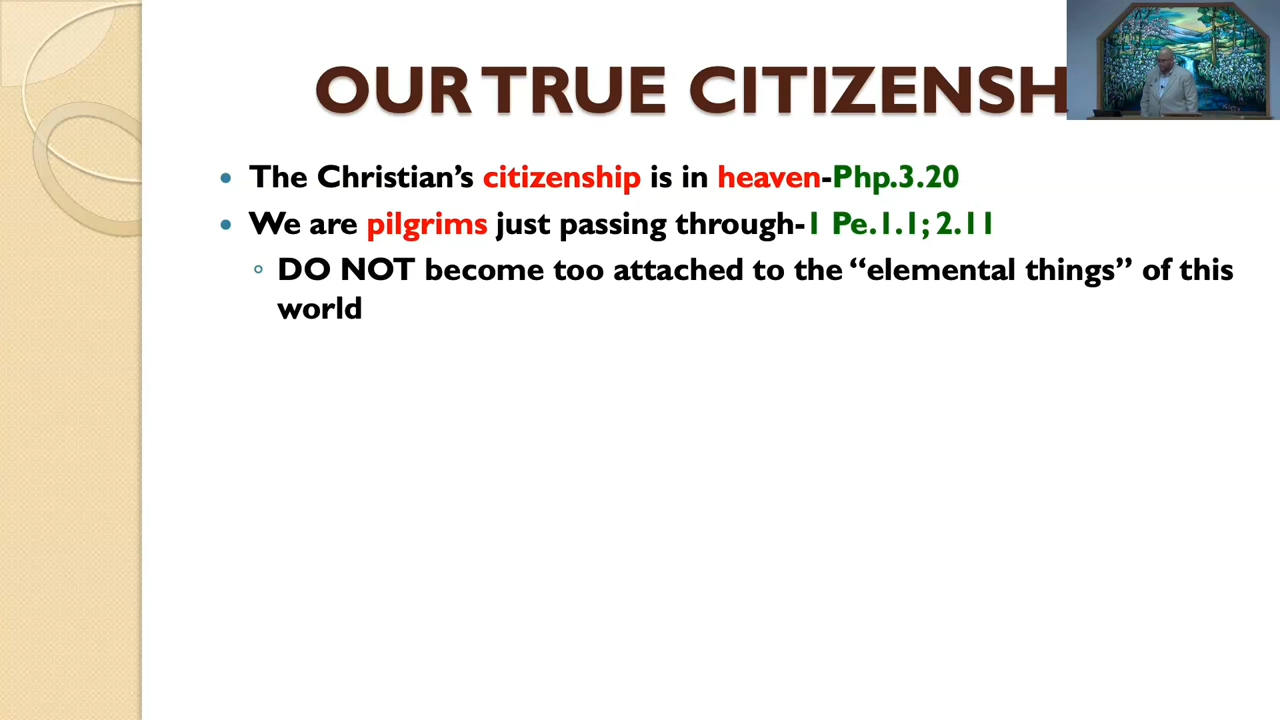 OUR TRUE CITIZENSH
• The Christian’s citizenship is in heaven-Php.3.20
• We are pilgrims just passing through-1 Pe.1.1; 2.11
◦ DO NOT become too attached to the “elemental things” of this
world